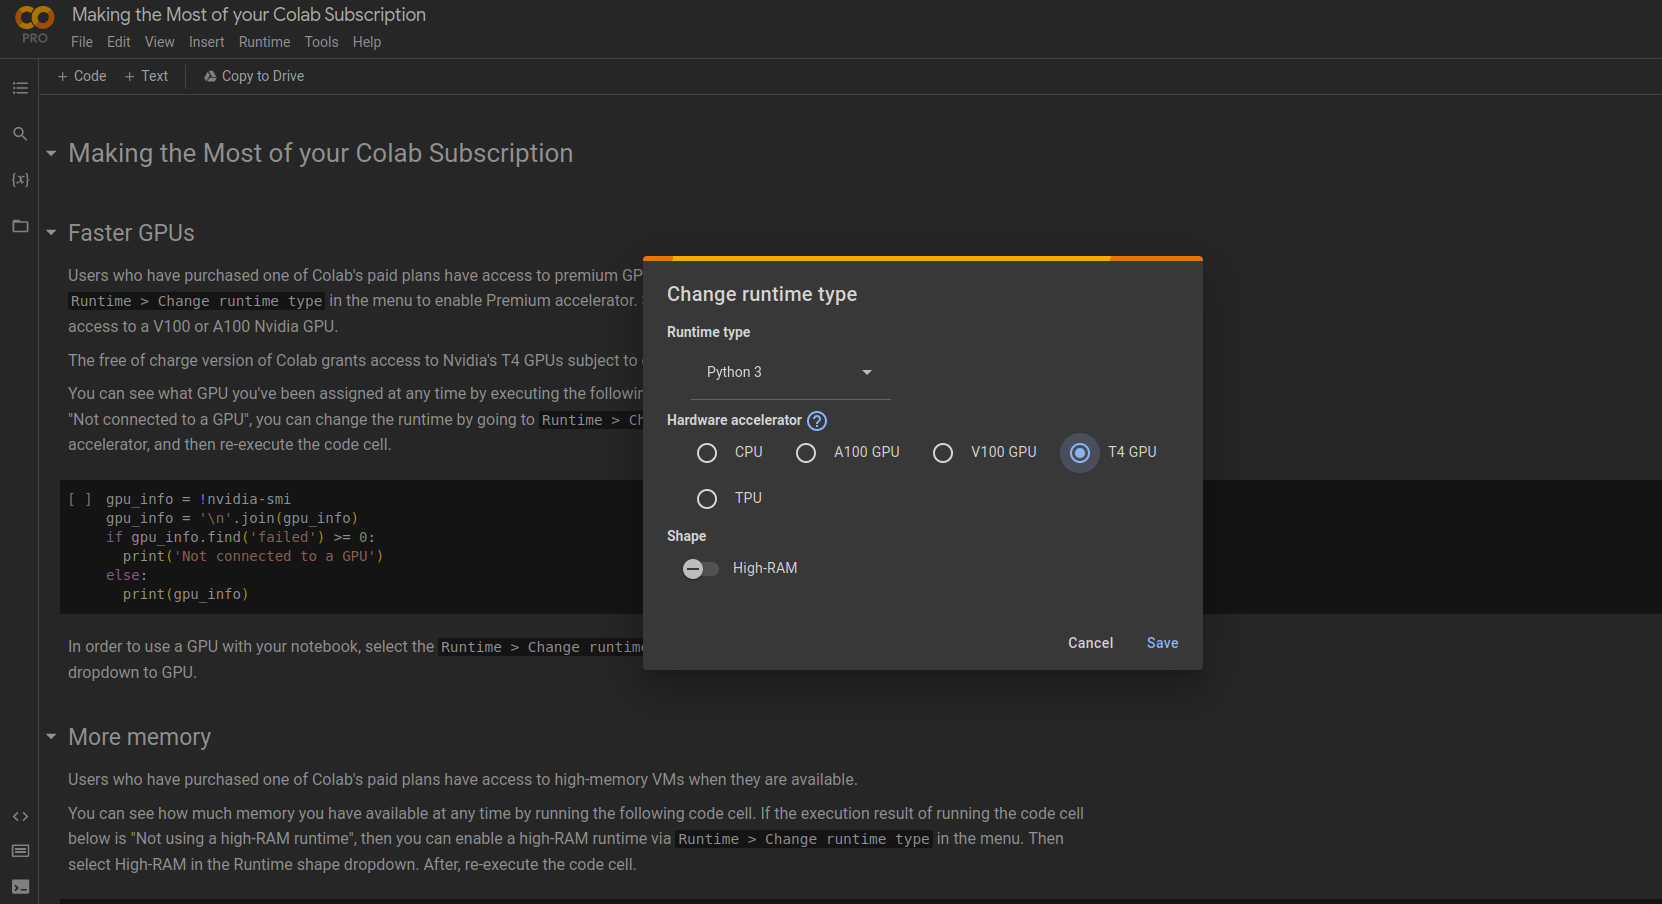 Making the Most of your Colab Subscription
PRO
File Edit View Insert Runtime Tools Help
+ Code + Text Copy to Drive
Making the Most of your Colab Subscription
{x}
Faster GPUs
Users who have purchased one of Colab's paid plans have access to premium GP
Runtime > Change runtime type in the menu to enable Premium accelerator.
access to a V100 or A100 Nvidia GPU.
The free of charge version of Colab grants access to Nvidia's T4 GPUs subject to
You can see what GPU you've been assigned at any time by executing the followin
"Not connected to a GPU", you can change the runtime by going to Runtime > Ch
accelerator, and then re-execute the code cell.
[ ] gpu_info = !nvidia-smi
gpu_info = '\n'.join(gpu_info)
if gpu_info.find('failed') >= 0:
print('Not connected to a GPU')
else:
print(gpu_info)
In order to use a GPU with your notebook, select the Runtime > Change runtime
dropdown to GPU.
More memory
Users who have purchased one of Colab's paid plans have access to high-memory VMs when they are available.
You can see how much memory you have available at any time by running the following code cell. If the execution result of running the code cell
below is "Not using a high-RAM runtime", then you can enable a high-RAM runtime via Runtime > Change runtime type in the menu. Then
select High-RAM in the Runtime shape dropdown. After, re-execute the code cell.
Change runtime type
Runtime type
Python 3
Hardware accelerator ?
CPU A100 GPU V100 GPU T4 GPU
TPU
Shape
High-RAM
Cancel Save